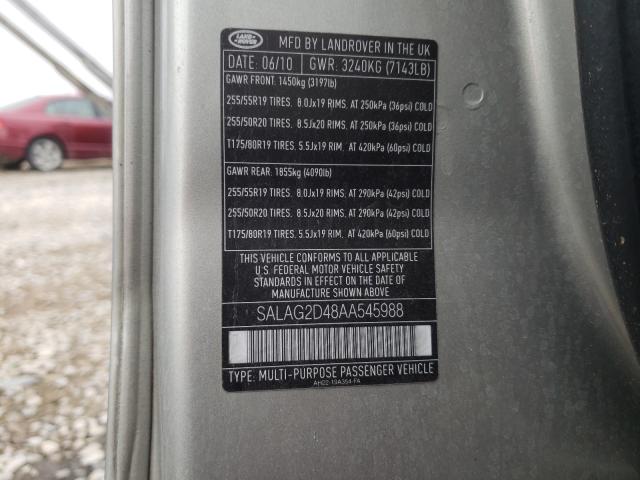 LAND ROVER
MFD BY LANDROVER IN THE UK
DATE: 06/10 GWR: 3240KG (7143LB)
GAWR FRONT: 1450kg (3197lb)
255/55R19 TIRES. 8.0Jx19 RIMS. AT 250kPa (36psi) COLD
255/50R20 TIRES. 8.5Jx20 RIMS. AT 250kPa (36psi) COLD
T175/80R19 TIRES. 5.5Jx19 RIM. AT 420kPa (60psi) COLD
GAWR REAR: 1855kg (4090lb)
255/55R19 TIRES. 8.0Jx19 RIMS. AT 290kPa (42psi) COLD
255/50R20 TIRES. 8.5Jx20 RIMS. AT 290kPa (42psi) COLD
T175/80R19 TIRES. 5.5Jx19 RIM. AT 420kPa (60psi) COLD
THIS VEHICLE CONFORMS TO ALL APPLICABLE
U.S. FEDERAL MOTOR VEHICLE SAFETY
STANDARDS IN EFFECT ON THE DATE OF
MANUFACTURE SHOWN ABOVE.
SALAG2D48AA545988
TYPE: MULTI-PURPOSE PASSENGER VEHICLE
AH22-19A354-FA